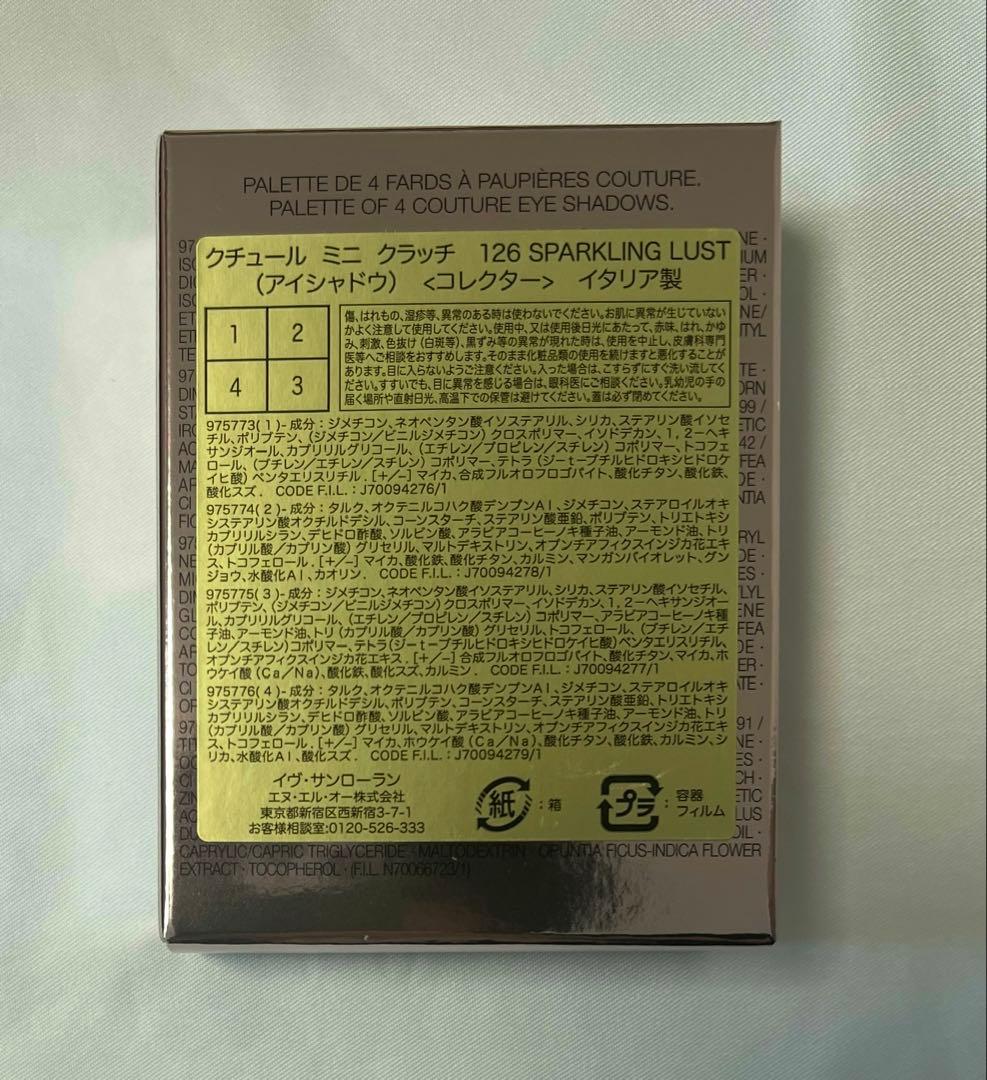 PALETTE DE 4 FARDS À PAUPIÈRES COUTURE.
PALETTE OF 4 COUTURE EYE SHADOWS.
クチュール ミニ クラッチ 126 SPARKLING LUST
(アイシャドウ) <コレクター> イタリア製
1 2
4 3
傷、はれもの、湿疹等、異常のある時は使わないでください。お肌に異常が生じていない
かよく注意して使用してください。使用中、又は使用後日光にあたって、赤味、はれ、かゆ
み、刺激、色抜け(白斑等)、黒ずみ等の異常が現れた時は、使用を中止し、皮膚科専門
医等へご相談をおすすめします。そのまま化粧品類の使用を続けますと悪化することが
あります。目に入らないようご注意ください。入った場合は、こすらずにすぐ洗い流してく
ださい。すすいでも、目に異常を感じる場合は、眼科医にご相談ください。乳幼児の手の
届く場所や直射日光、高温下での保管は避けてください。蓋は必ず閉めてください。
975773(1)-成分:ジメチコン、ネオペンタン酸イソステアリル、シリカ、ステアリン酸イソセ
チル、ポリブテン、(ジメチコン/ビニルジメチコン)クロスポリマー、イソドデカン、1,2-ヘキ
サンジオール、カプリリルグリコール、(エチレン/プロピレン/スチレン)コポリマー、トコフェ
ロール、(ブチレン/エチレン/スチレン)コポリマー、テトラ(ジ-t-ブチルヒドロキシヒドロケ
イヒ酸)ペンタエリスリチル. [+/-]マイカ、合成フルオロフロゴパイト、酸化チタン、酸化鉄、
酸化スズ. CODE F.I.L.:J70094276/1
975774(2)-成分:タルク、オクテニルコハク酸デンプンAl、ジメチコン、ステアロイルオキ
システアリン酸オクチルドデシル、コーンスターチ、ステアリン酸亜鉛、ポリブテン、トリエトキシ
カプリリルシラン、デヒドロ酢酸、ソルビン酸、アラビアコーヒーノキ種子油、アーモンド油、トリ
(カプリル酸/カプリン酸)グリセリル、マルトデキストリン、オプンチアフィクスインジカ花エキ
ス、トコフェロール. [+/-]マイカ、酸化鉄、酸化チタン、カルミン、マンガンバイオレット、グン
ジョウ、水酸化Al、カオリン. CODE F.I.L.:J70094278/1
975775(3)-成分:ジメチコン、ネオペンタン酸イソステアリル、シリカ、ステアリン酸イソセチル、
ポリブテン、(ジメチコン/ビニルジメチコン)クロスポリマー、イソドデカン、1,2-ヘキサンジオー
ル、カプリリルグリコール、(エチレン/プロピレン/スチレン)コポリマー、アラビアコーヒーノキ種
子油、アーモンド油、トリ(カプリル酸/カプリン酸)グリセリル、トコフェロール、(ブチレン/エチ
レン/スチレン)コポリマー、テトラ(ジ-t-ブチルヒドロキシヒドロケイヒ酸)ペンタエリスリチル、
オプンチアフィクスインジカ花エキス. [+/-]合成フルオロフロゴパイト、酸化チタン、マイカ、ホ
ウケイ酸(Ca/Na)、酸化鉄、酸化スズ、カルミン. CODE F.I.L.:J70094277/1
975776(4)-成分:タルク、オクテニルコハク酸デンプンAl、ジメチコン、ステアロイルオキ
システアリン酸オクチルドデシル、ポリブテン、コーンスターチ、ステアリン酸亜鉛、トリエトキシ
カプリリルシラン、デヒドロ酢酸、ソルビン酸、アラビアコーヒーノキ種子油、アーモンド油、トリ
(カプリル酸/カプリン酸)グリセリル、マルトデキストリン、オプンチアフィクスインジカ花エキ
ス、トコフェロール. [+/-]マイカ、ホウケイ酸(Ca/Na)、酸化チタン、酸化鉄、カルミン、シ
リカ、水酸化Al、酸化スズ. CODE F.I.L.:J70094279/1
イヴ・サンローラン
エヌ・エル・オー株式会社
東京都新宿区西新宿3-7-1
お客様相談室:0120-526-333
紙 :箱
プラ :容器
フィルム
CAPRYLIC/CAPRIC TRIGLYCERIDE · MALTODEXTRIN · OPUNTIA FICUS-INDICA FLOWER
EXTRACT · TOCOPHEROL · (F.I.L. N70066723/1)